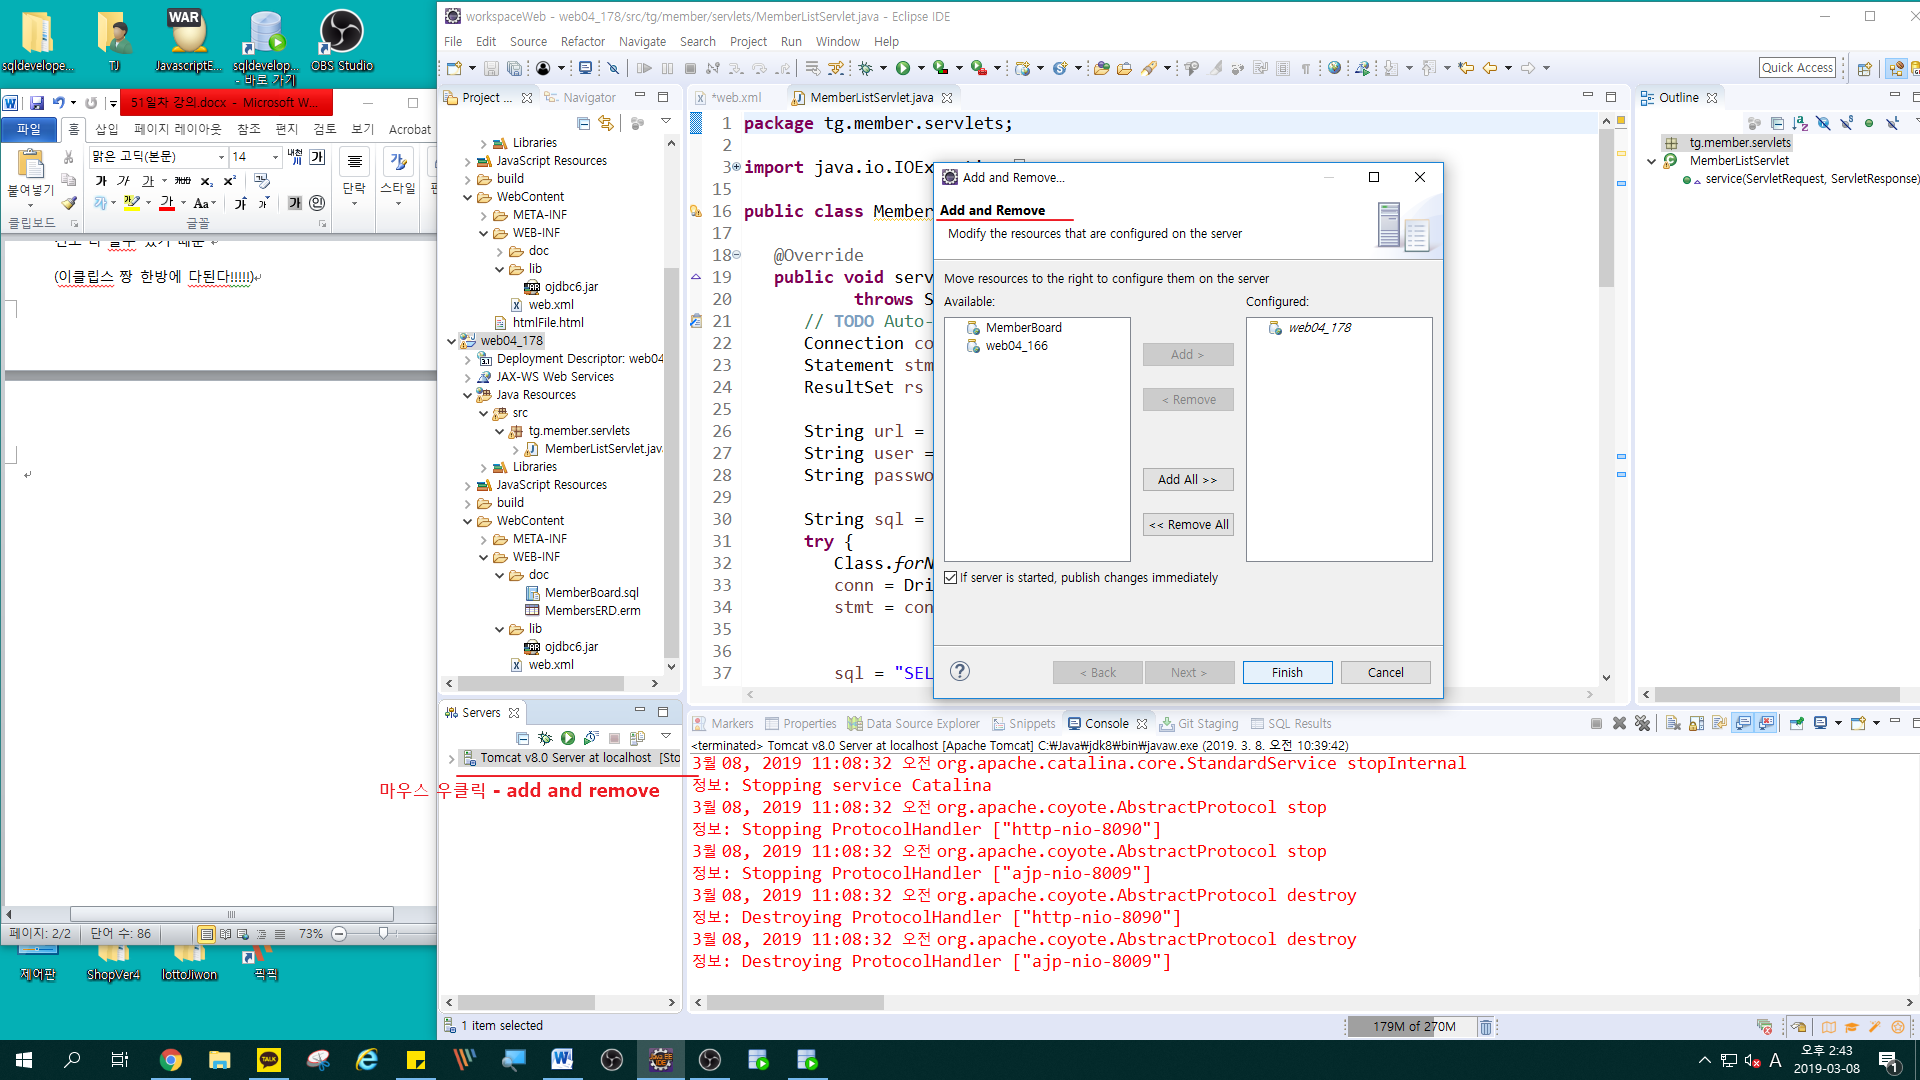 sqldevelope...
TJ
JavascriptE...
sqldevelop...
- 바로 가기
OBS Studio
51일차 강의.docx - Microsoft W...
파일 홈 삽입 페이지 레이아웃 참조 편지 검토 보기 Acrobat
맑은 고딕(본문) 14
붙여넣기
단락 스타일
클립보드 글꼴
(이클립스 짱 한방에 다된다!!!!!)
페이지: 2/2 단어 수: 86 73%
제어판
ShopVer4
lottoJiwon
픽픽
workspaceWeb - web04_178/src/tg/member/servlets/MemberListServlet.java - Eclipse IDE
File Edit Source Refactor Navigate Search Project Run Window Help
Quick Access
Project ... Navigator
Libraries
JavaScript Resources
build
WebContent
META-INF
WEB-INF
doc
lib
ojdbc6.jar
web.xml
htmlFile.html
web04_178
Deployment Descriptor: web04
JAX-WS Web Services
Java Resources
src
tg.member.servlets
MemberListServlet.jav
Libraries
JavaScript Resources
build
WebContent
META-INF
WEB-INF
doc
MemberBoard.sql
MembersERD.erm
lib
ojdbc6.jar
web.xml
*web.xml MemberListServlet.java
1 package tg.member.servlets;
2
3 import java.io.IOEx
15
16 public class Member
17
18 @Override
19 public void serv
20 throws S
21 // TODO Auto-
22 Connection co
23 Statement stm
24 ResultSet rs
25
26 String url =
27 String user =
28 String passwo
29
30 String sql =
31 try {
32 Class.forN
33 conn = Dri
34 stmt = con
35
36
37 sql = "SEL
Add and Remove...
Add and Remove
Modify the resources that are configured on the server
Move resources to the right to configure them on the server
Available: Configured:
MemberBoard
web04_166
web04_178
Add >
< Remove
Add All >>
<< Remove All
If server is started, publish changes immediately
< Back Next > Finish Cancel
Outline
tg.member.servlets
MemberListServlet
service(ServletRequest, ServletResponse)
Servers
Tomcat v8.0 Server at localhost [Sto
마우스 우클릭 - add and remove
1 item selected
Markers Properties Data Source Explorer Snippets Console Git Staging SQL Results
<terminated> Tomcat v8.0 Server at localhost [Apache Tomcat] C:₩Java₩jdk8₩bin₩javaw.exe (2019. 3. 8. 오전 10:39:42)
3월 08, 2019 11:08:32 오전 org.apache.catalina.core.StandardService stopInternal
정보: Stopping service Catalina
3월 08, 2019 11:08:32 오전 org.apache.coyote.AbstractProtocol stop
정보: Stopping ProtocolHandler ["http-nio-8090"]
3월 08, 2019 11:08:32 오전 org.apache.coyote.AbstractProtocol stop
정보: Stopping ProtocolHandler ["ajp-nio-8009"]
3월 08, 2019 11:08:32 오전 org.apache.coyote.AbstractProtocol destroy
정보: Destroying ProtocolHandler ["http-nio-8090"]
3월 08, 2019 11:08:32 오전 org.apache.coyote.AbstractProtocol destroy
정보: Destroying ProtocolHandler ["ajp-nio-8009"]
179M of 270M
A
오후 2:43
2019-03-08
1